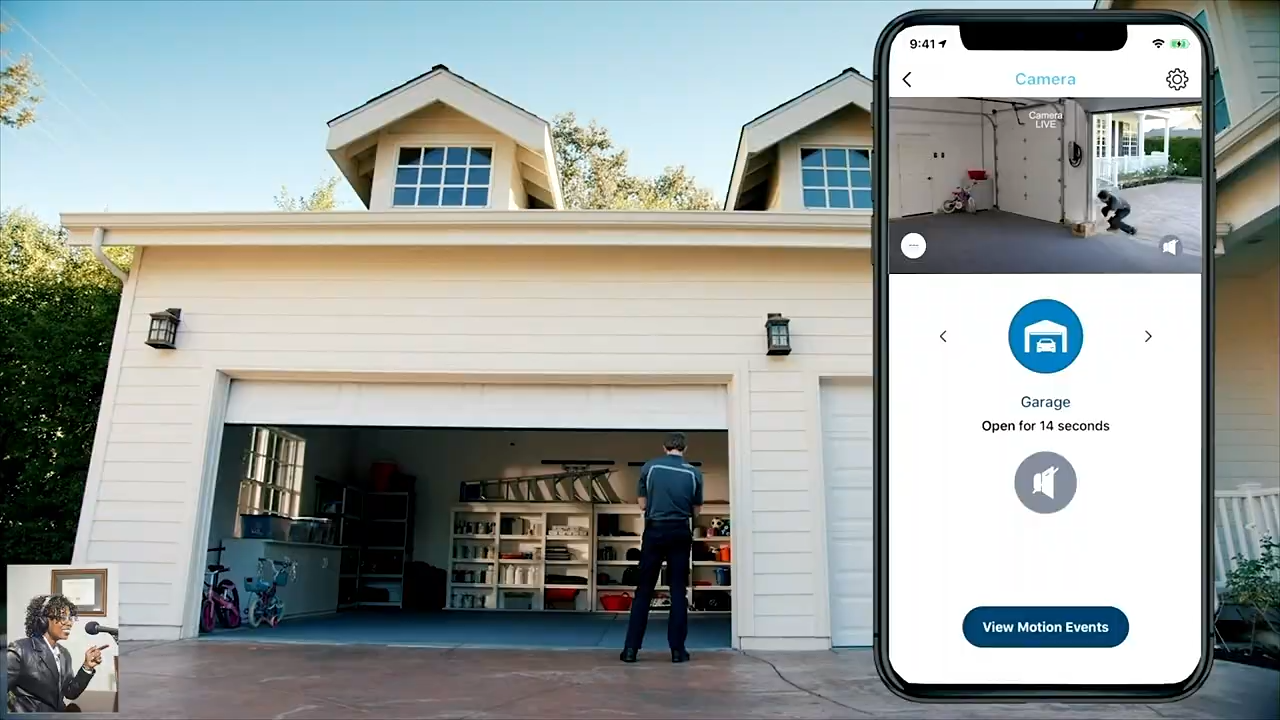 9:41
Camera
Camera
LIVE
Garage
Open for 14 seconds
View Motion Events